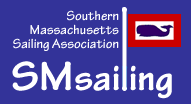 Southern
Massachusetts
Sailing Association
SMsailing